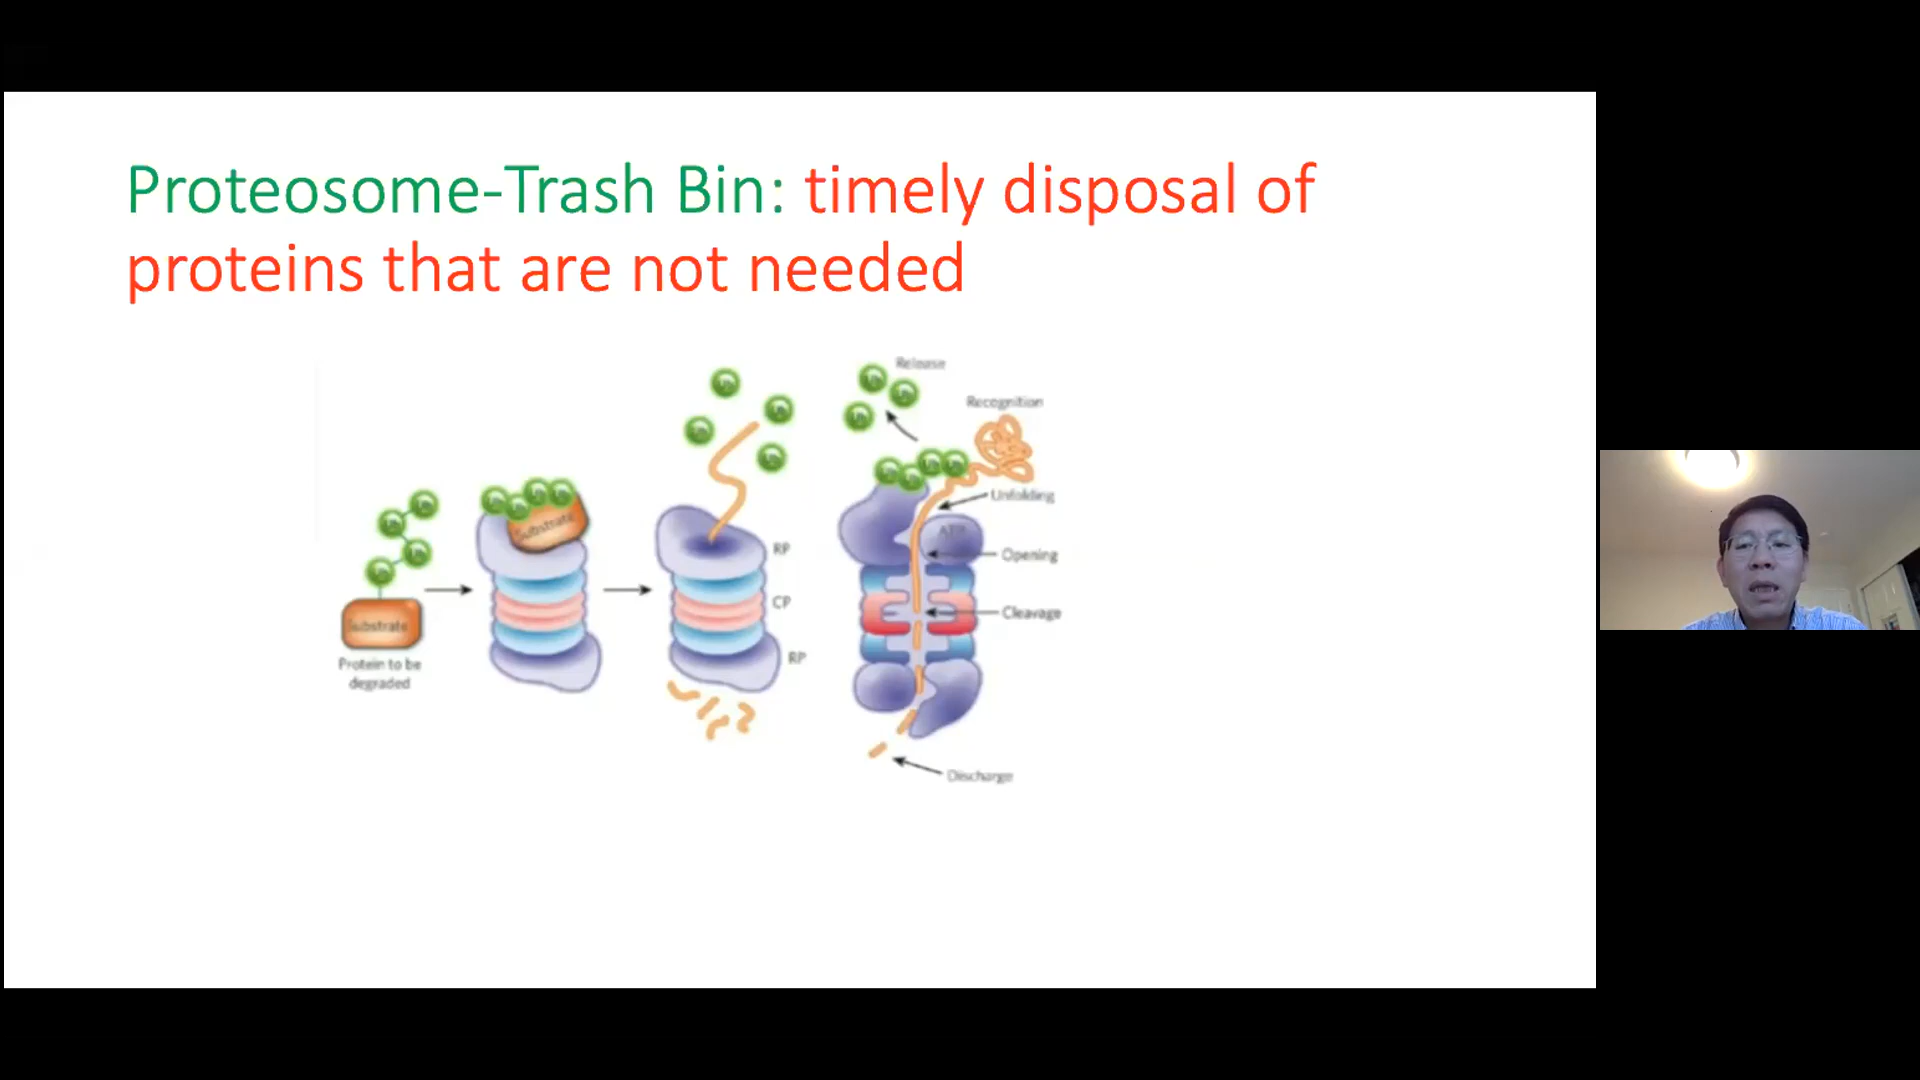 Proteosome-Trash Bin: timely disposal of
proteins that are not needed
Release
Recognition
Unfolding
Substrate
ATP
RP
Opening
CP
Cleavage
Substrate
RP
Protein to be
degraded
Discharge